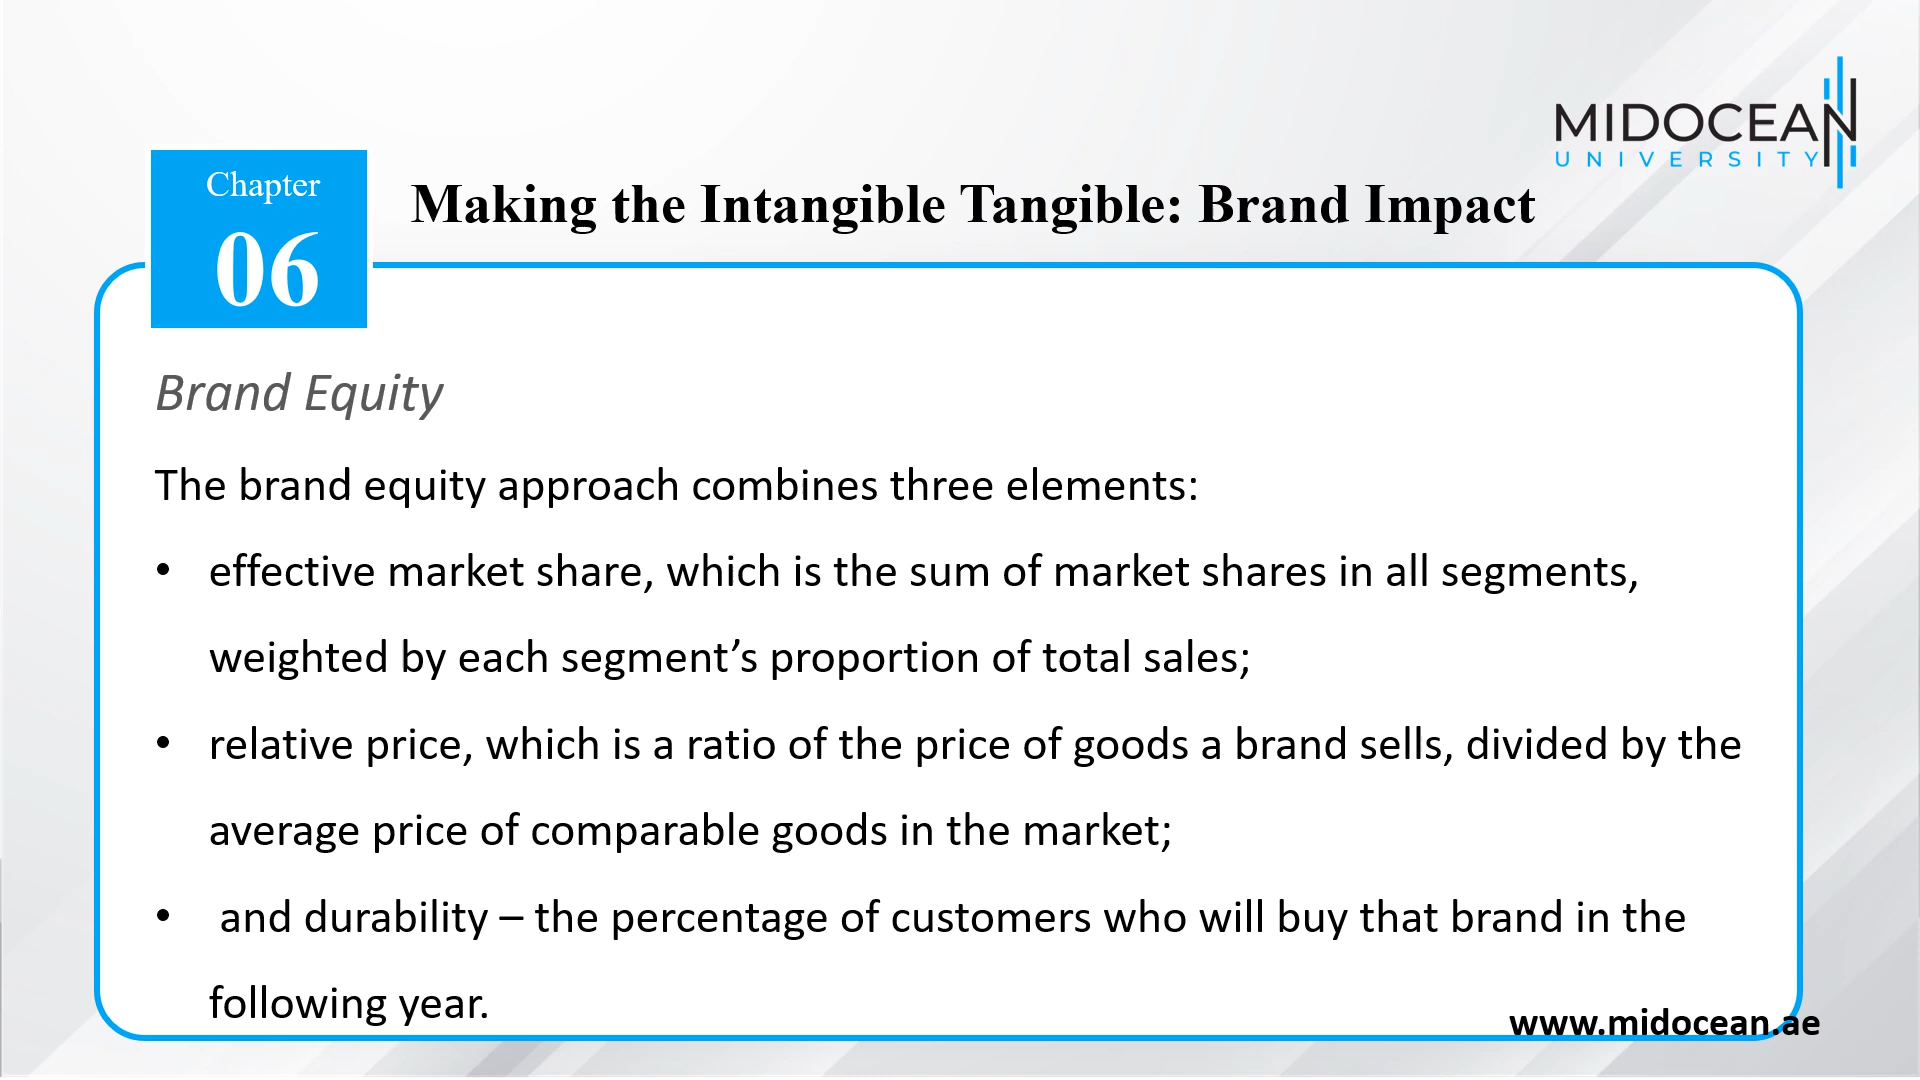 MIDOCEAN
UNIVERSITY
Chapter
06
Making the Intangible Tangible: Brand Impact
Brand Equity
The brand equity approach combines three elements:
• effective market share, which is the sum of market shares in all segments,
weighted by each segment’s proportion of total sales;
• relative price, which is a ratio of the price of goods a brand sells, divided by the
average price of comparable goods in the market;
• and durability – the percentage of customers who will buy that brand in the
following year.
www.midocean.ae